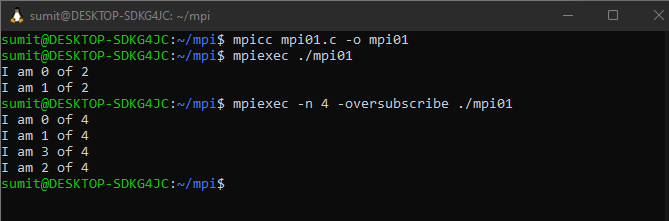 sumit@DESKTOP-SDKG4JC: ~/mpi
sumit@DESKTOP-SDKG4JC:~/mpi$ mpicc mpi01.c -o mpi01
sumit@DESKTOP-SDKG4JC:~/mpi$ mpiexec ./mpi01
I am 0 of 2
I am 1 of 2
sumit@DESKTOP-SDKG4JC:~/mpi$ mpiexec -n 4 -oversubscribe ./mpi01
I am 0 of 4
I am 1 of 4
I am 3 of 4
I am 2 of 4
sumit@DESKTOP-SDKG4JC:~/mpi$